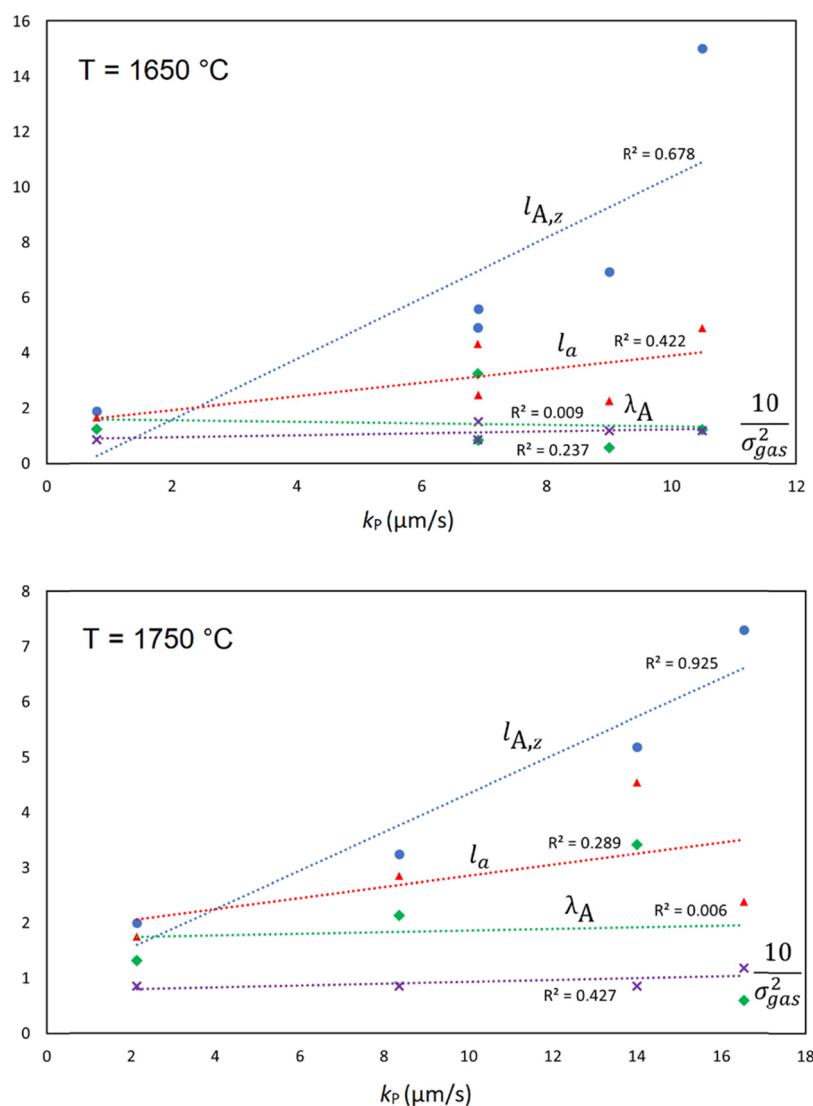 16
T = 1650 °C
14
12
R² = 0.678
10
l_A,z
8
6
l_a
R² = 0.422
4
λ_A
R² = 0.009
10
2
σ²_gas
R² = 0.237
0
0 2 4 6 8 10 12
k_P (µm/s)
8
T = 1750 °C
7
R² = 0.925
6
l_A,z
5
4
R² = 0.289
l_a
3
λ_A
R² = 0.006
2
10
1
σ²_gas
R² = 0.427
0
0 2 4 6 8 10 12 14 16 18
k_P (µm/s)